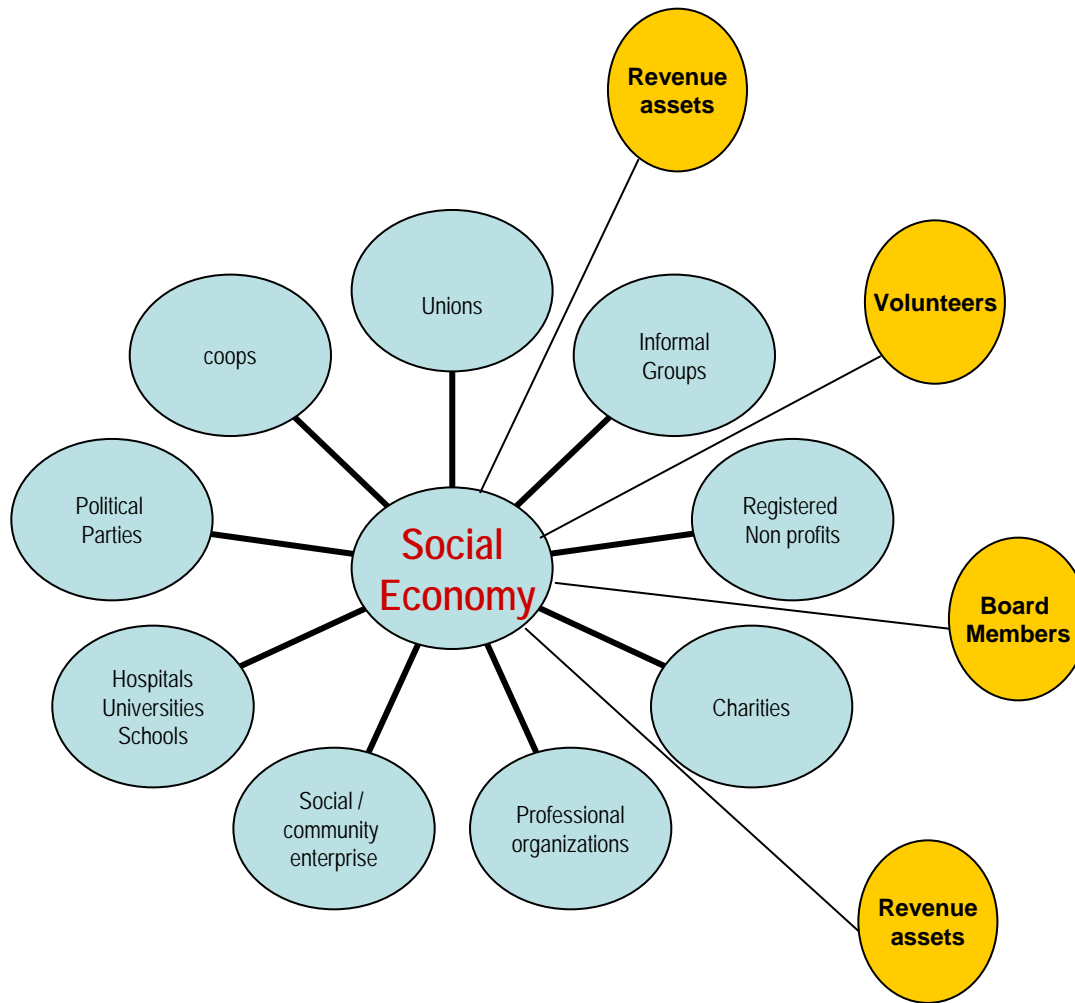 Revenue
assets
Unions
Volunteers
coops
Informal
Groups
Political
Parties
Registered
Non profits
Social
Economy
Board
Members
Hospitals
Universities
Schools
Charities
Social /
community
enterprise
Professional
organizations
Revenue
assets